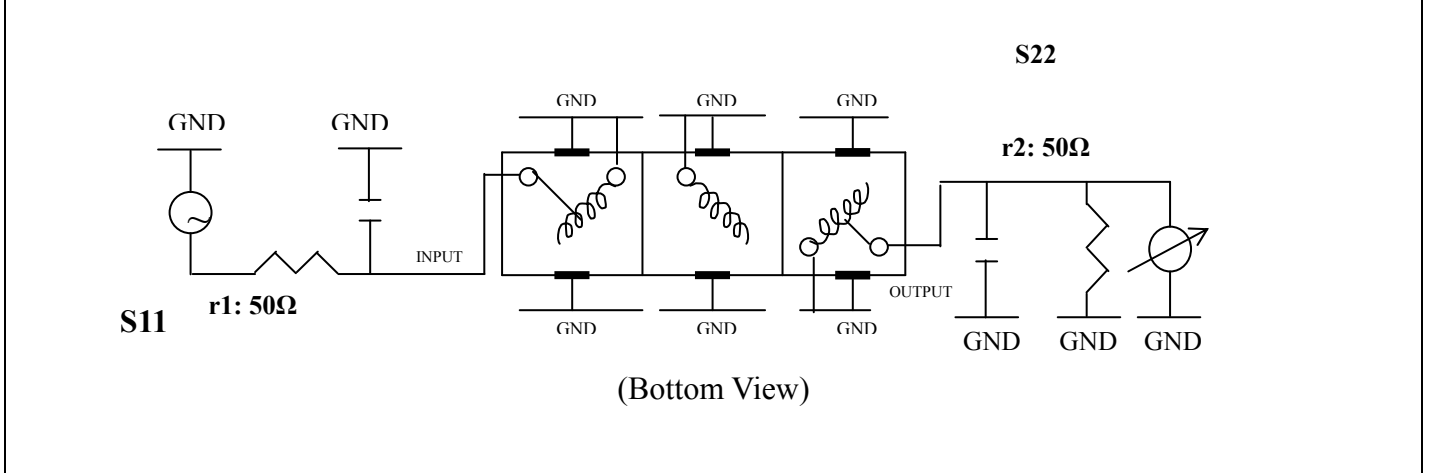 S22
GND GND GND
GND GND
r2: 50Ω
INPUT
OUTPUT
r1: 50Ω
S11
GND GND GND
GND GND GND
(Bottom View)